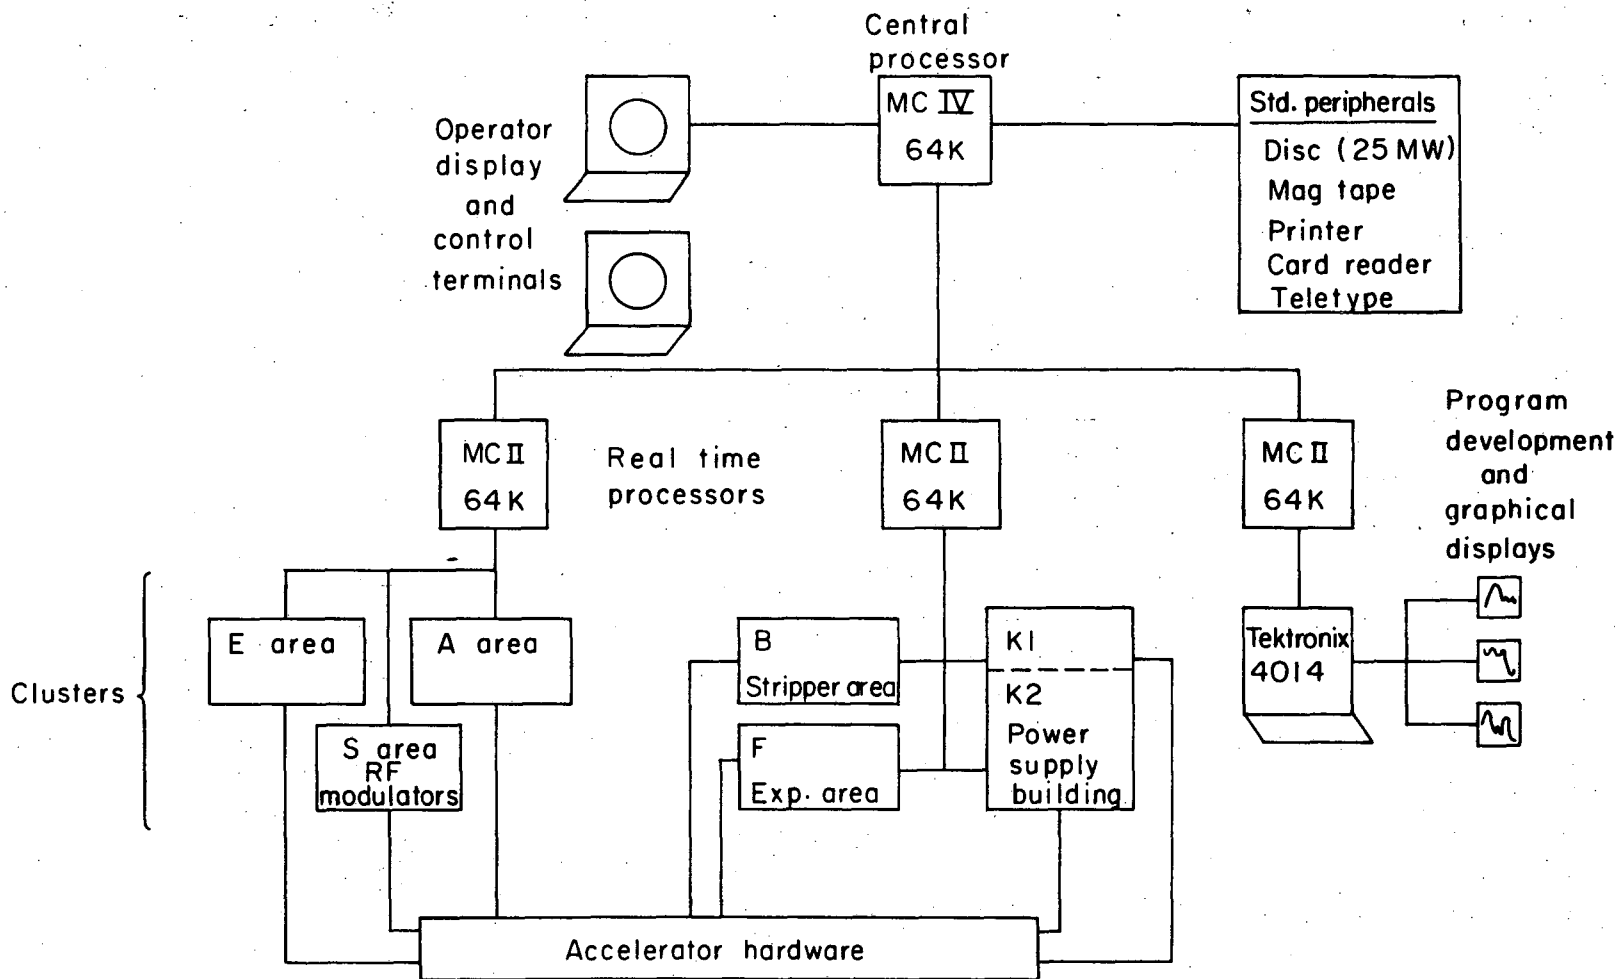 Central
processor
MC IV
64K
Operator
display
and
control
terminals
Std. peripherals
Disc (25 MW)
Mag tape
Printer
Card reader
Teletype
MC II
64K
Real time
processors
MC II
64K
MC II
64K
Program
development
and
graphical
displays
Clusters
E area
A area
S area
RF
modulators
B
Stripper area
F
Exp. area
K1
K2
Power
supply
building
Tektronix
4014
Accelerator hardware